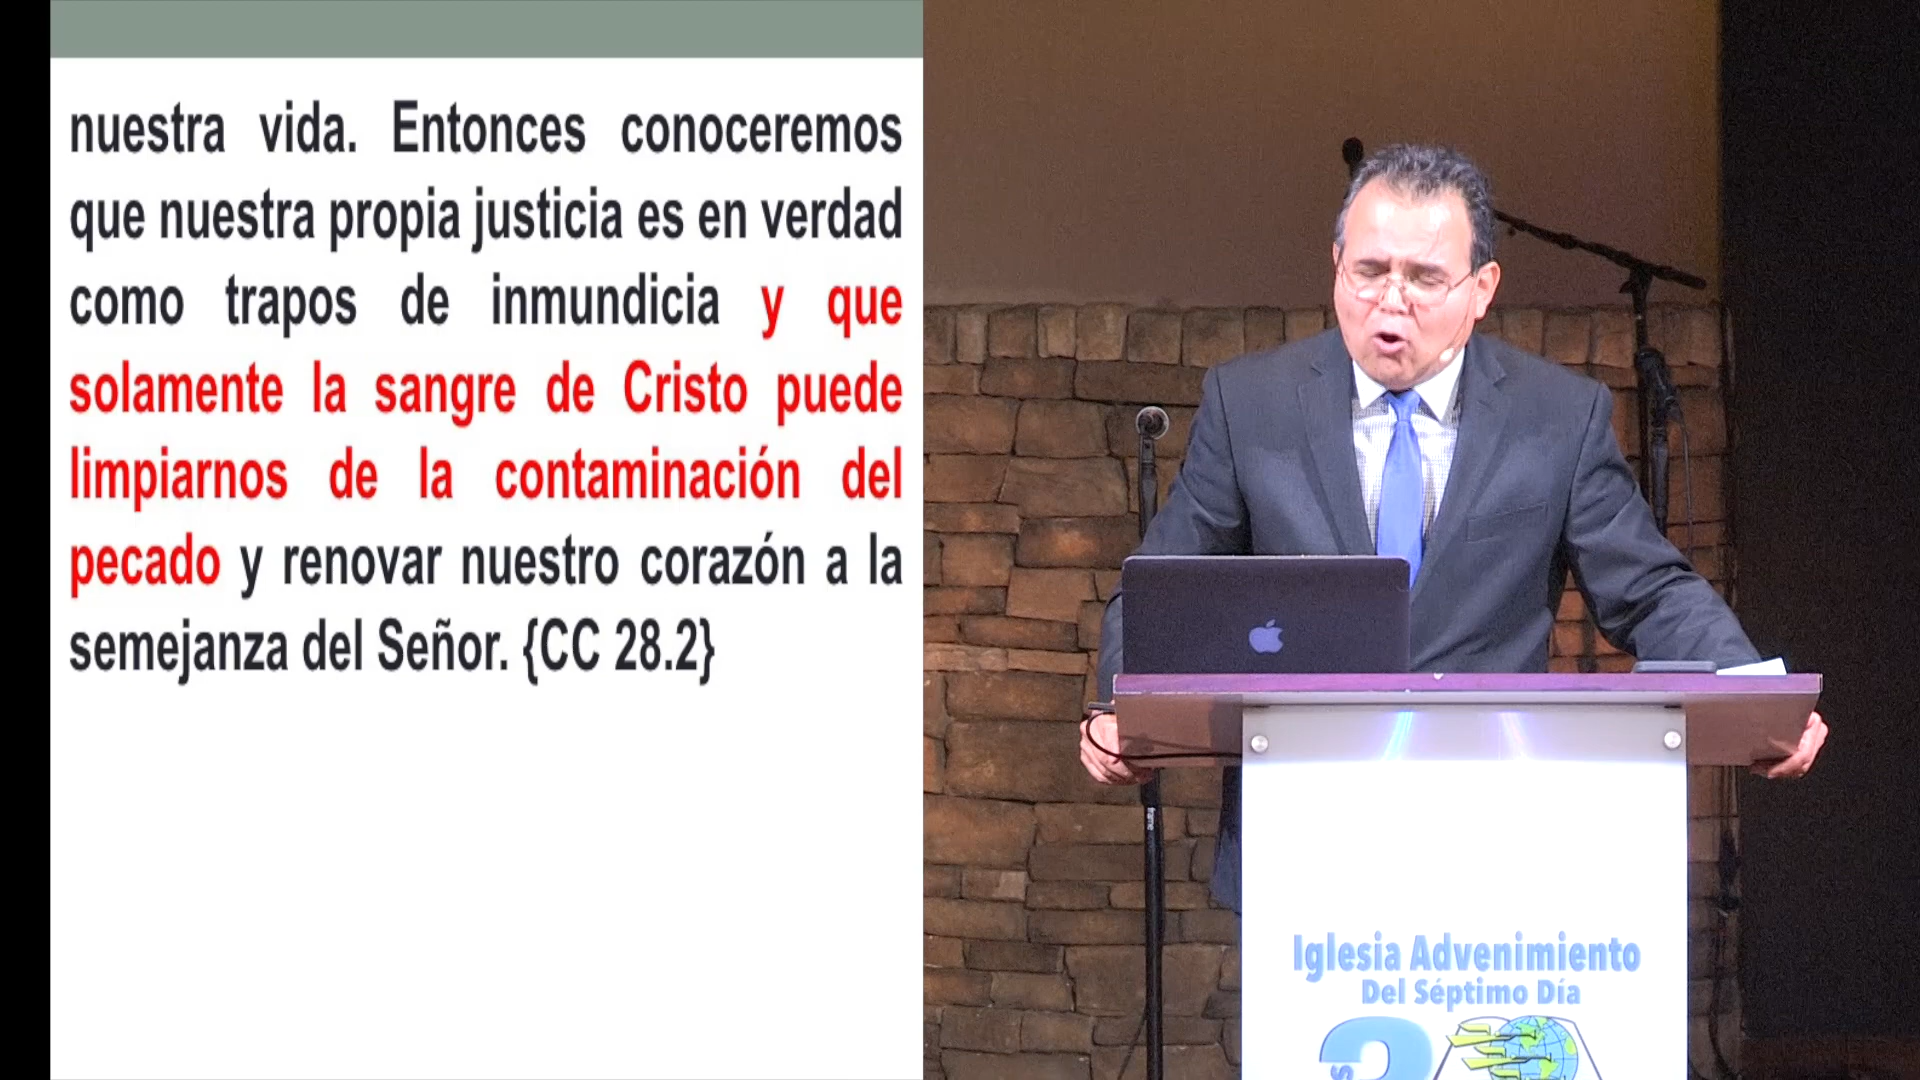 nuestra vida. Entonces conoceremos
que nuestra propia justicia es en verdad
como trapos de inmundicia y que
solamente la sangre de Cristo puede
limpiarnos de la contaminación del
pecado y renovar nuestro corazón a la
semejanza del Señor. {CC 28.2}
Iglesia Advenimiento
Del Séptimo Día